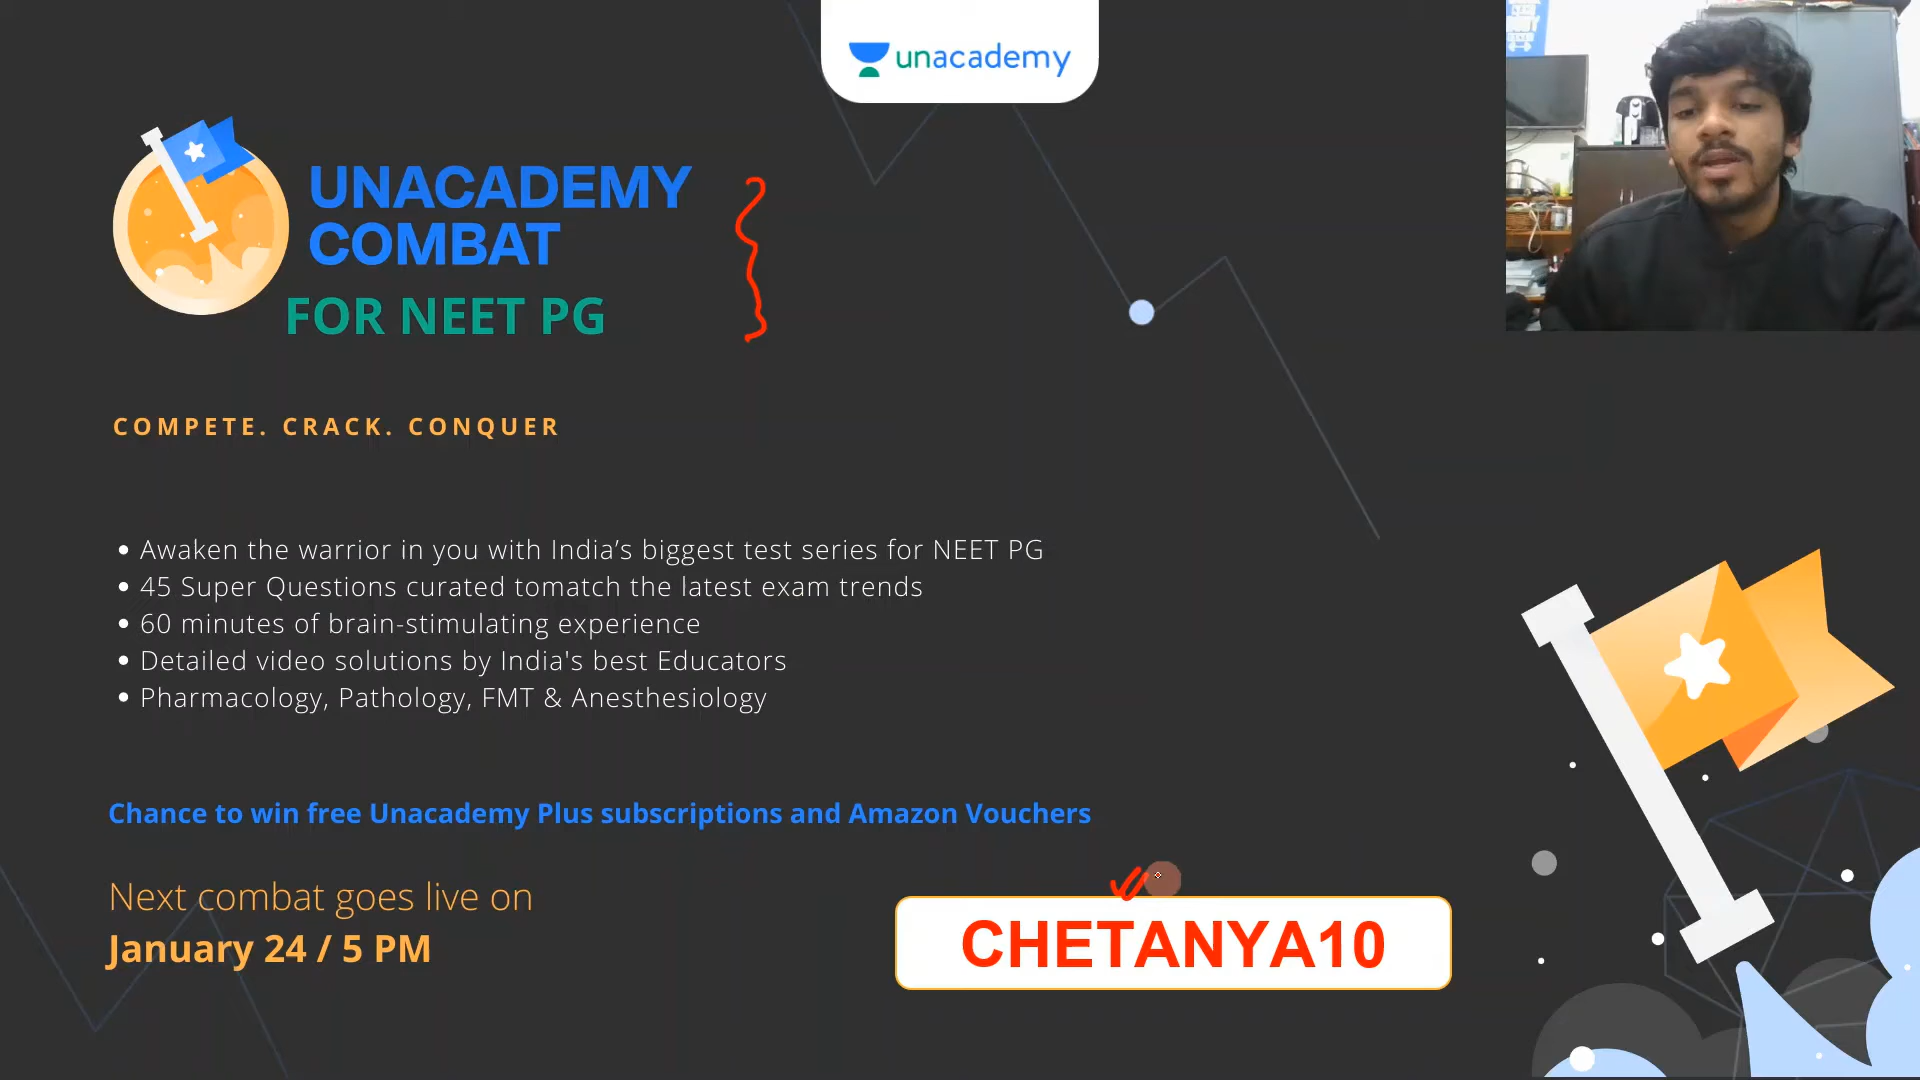 unacademy
UNACADEMY
COMBAT
FOR NEET PG
COMPETE. CRACK. CONQUER
Awaken the warrior in you with India’s biggest test series for NEET PG
45 Super Questions curated tomatch the latest exam trends
60 minutes of brain-stimulating experience
Detailed video solutions by India's best Educators
Pharmacology, Pathology, FMT & Anesthesiology
Chance to win free Unacademy Plus subscriptions and Amazon Vouchers
Next combat goes live on
January 24 / 5 PM
CHETANYA10